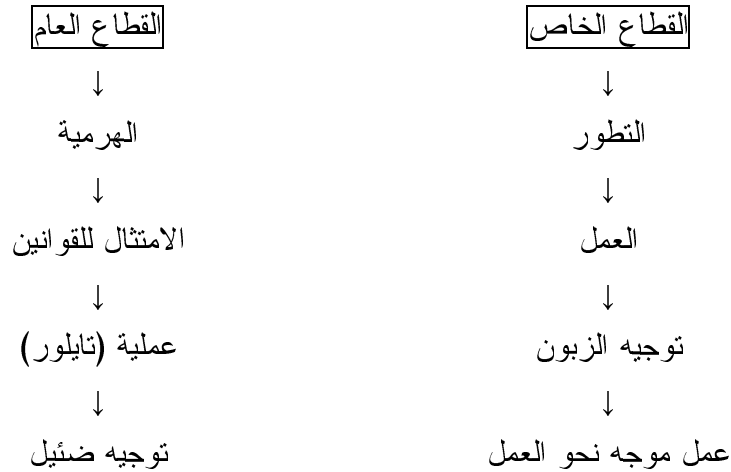 القطاع الخاص
↓
التطور
↓
العمل
↓
توجيه الزبون
↓
عمل موجه نحو العمل
القطاع العام
↓
الهرمية
↓
الامتثال للقوانين
↓
عملية (تايلور)
↓
توجيه ضئيل